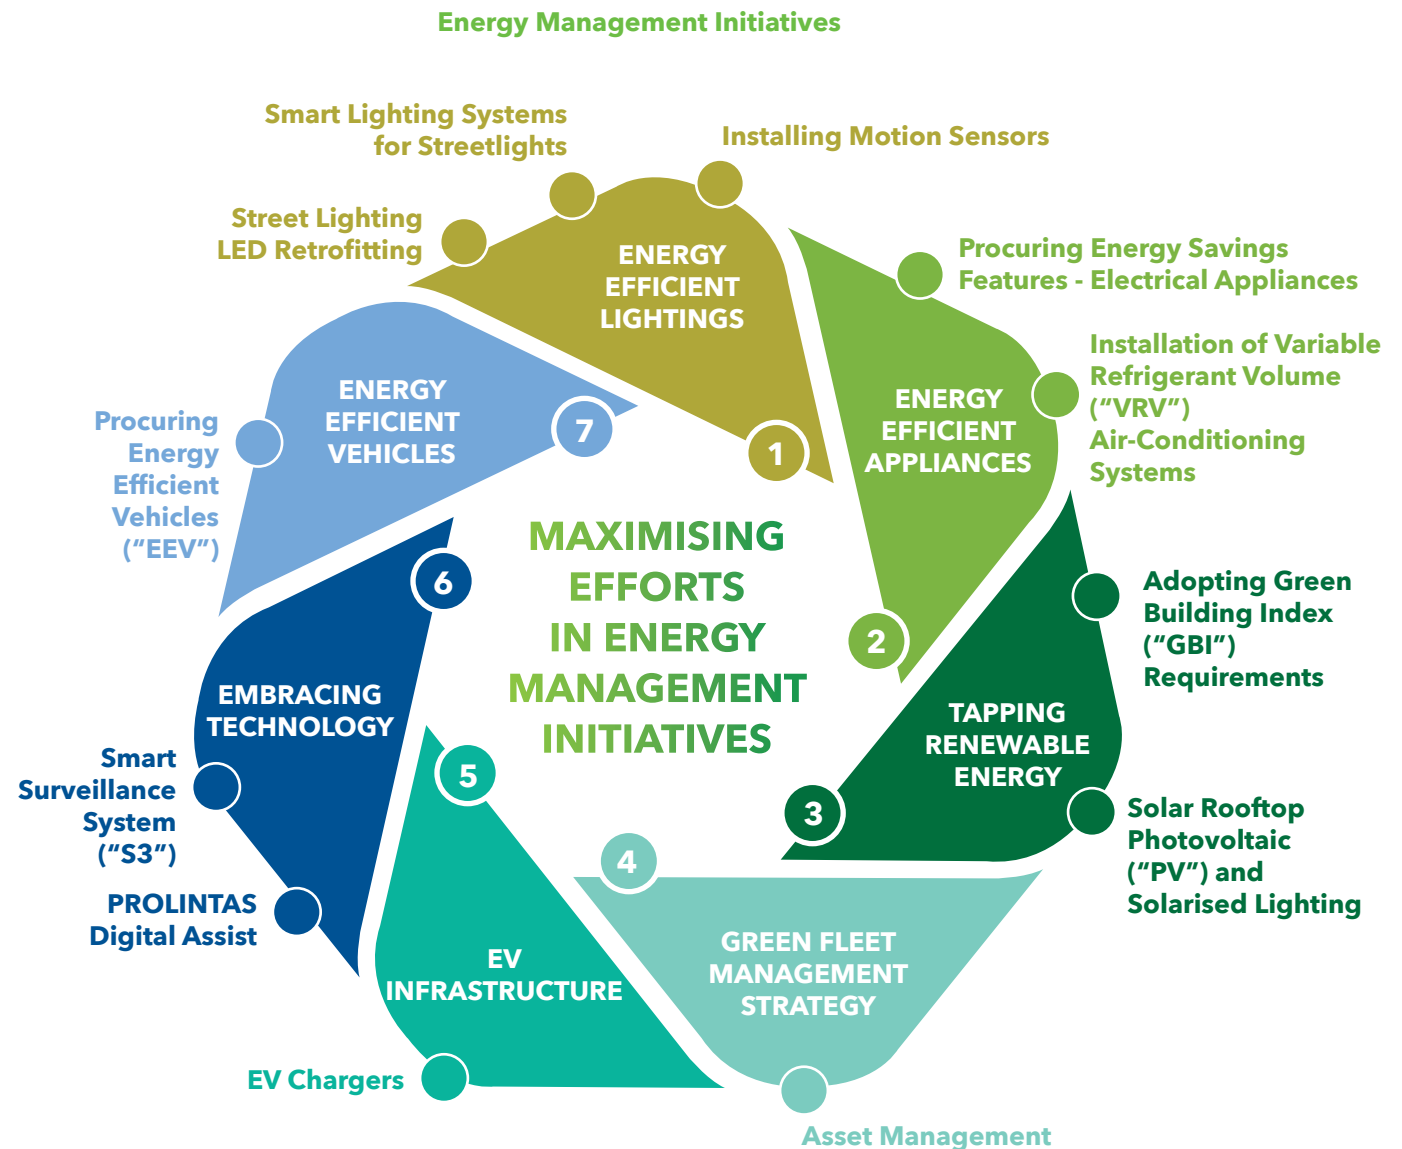 Energy Management Initiatives
Smart Lighting Systems
for Streetlights
Installing Motion Sensors
Street Lighting
LED Retrofitting
ENERGY
EFFICIENT
LIGHTINGS
1
Procuring Energy Savings
Features - Electrical Appliances
Installation of Variable
Refrigerant Volume
(“VRV”)
Air-Conditioning
Systems
ENERGY
EFFICIENT
APPLIANCES
2
Adopting Green
Building Index
(“GBI”)
Requirements
TAPPING
RENEWABLE
ENERGY
3
Solar Rooftop
Photovoltaic
(“PV”) and
Solarised Lighting
GREEN FLEET
MANAGEMENT
STRATEGY
4
Asset Management
EV
INFRASTRUCTURE
5
EV Chargers
EMBRACING
TECHNOLOGY
6
Smart
Surveillance
System
(“S3”)
PROLINTAS
Digital Assist
ENERGY
EFFICIENT
VEHICLES
7
Procuring
Energy
Efficient
Vehicles
(“EEV”)
MAXIMISING
EFFORTS
IN ENERGY
MANAGEMENT
INITIATIVES